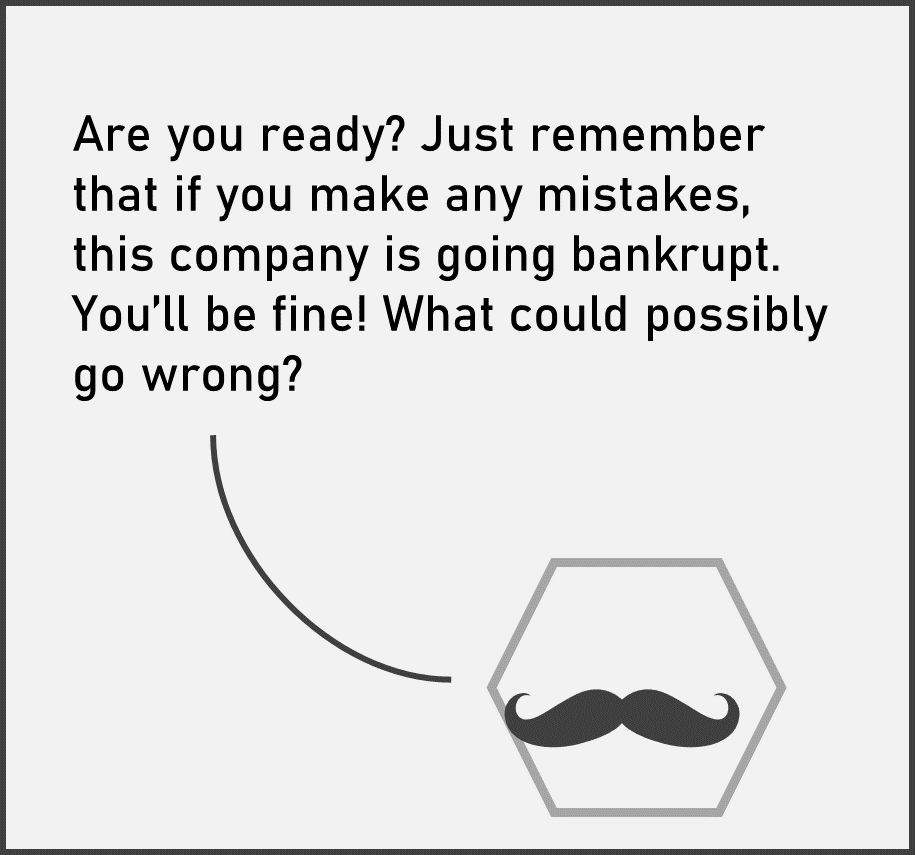 Are you ready? Just remember
that if you make any mistakes,
this company is going bankrupt.
You’ll be fine! What could possibly
go wrong?